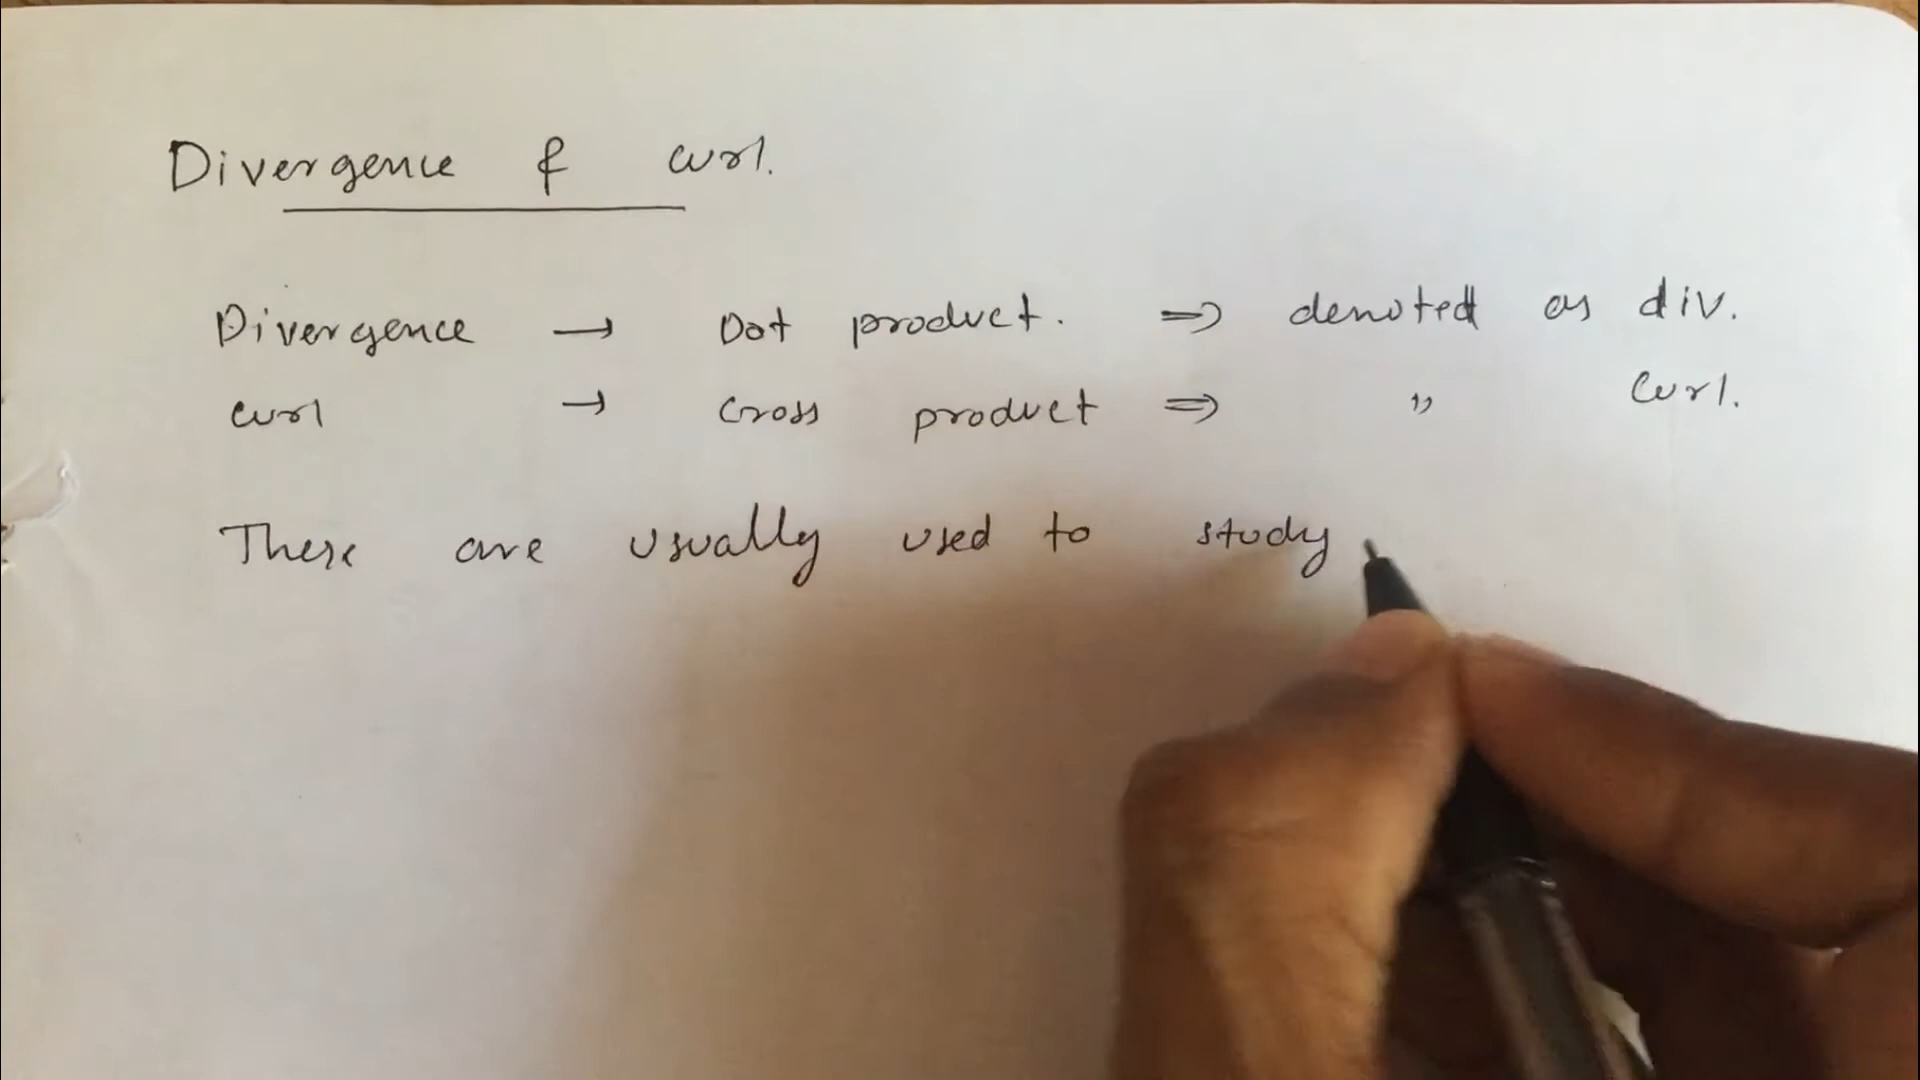 Divergence & curl.
Divergence → Dot product. ⇒ denoted as div.
curl → Cross product ⇒ " Curl.
These are usually used to study